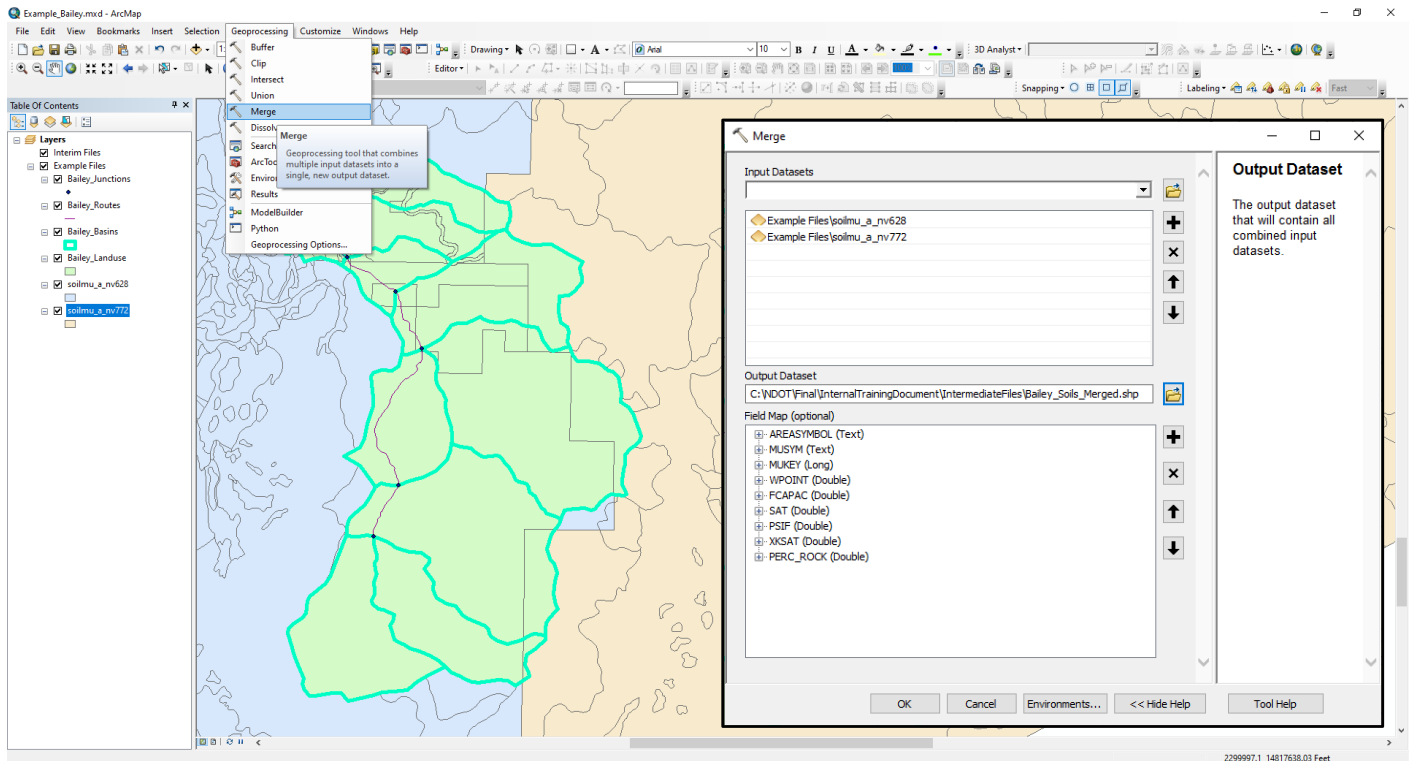 Example_Bailey.mxd - ArcMap
File Edit View Bookmarks Insert Selection Geoprocessing Customize Windows Help
Drawing Arial 10 B I U A 3D Analyst
Editor
Snapping Labeling Fast
Table Of Contents
Layers
Interim Files
Example Files
Bailey_Junctions
Bailey_Routes
Bailey_Basins
Bailey_Landuse
soilmu_a_nv628
soilmu_a_nv772
Buffer
Clip
Intersect
Union
Merge
Search
Results
ModelBuilder
Python
Geoprocessing Options...
Merge
Geoprocessing tool that combines
multiple input datasets into a
single, new output dataset.
Merge
Input Datasets
Example Files\soilmu_a_nv628
Example Files\soilmu_a_nv772
Output Dataset
C:\NDOT\Final\InternalTrainingDocument\IntermediateFiles\Bailey_Soils_Merged.shp
Field Map (optional)
AREASYMBOL (Text)
MUSYM (Text)
MUKEY (Long)
WPOINT (Double)
FCAPAC (Double)
SAT (Double)
PSIF (Double)
XKSAT (Double)
PERC_ROCK (Double)
OK Cancel Environments... << Hide Help Tool Help
Output Dataset
The output dataset
that will contain all
combined input
datasets.
2299997.1 14817638.03 Feet